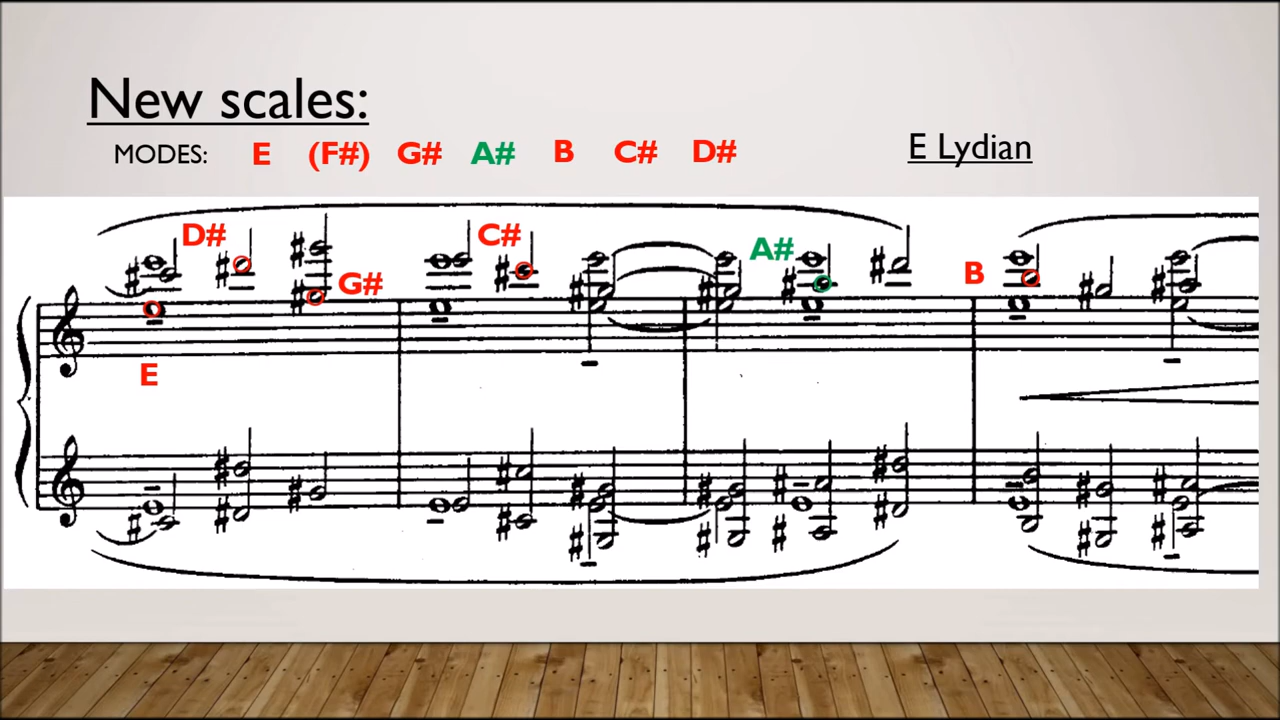 New scales:
MODES: E (F#) G# A# B C# D# E Lydian
D# C# A# B
G#
E